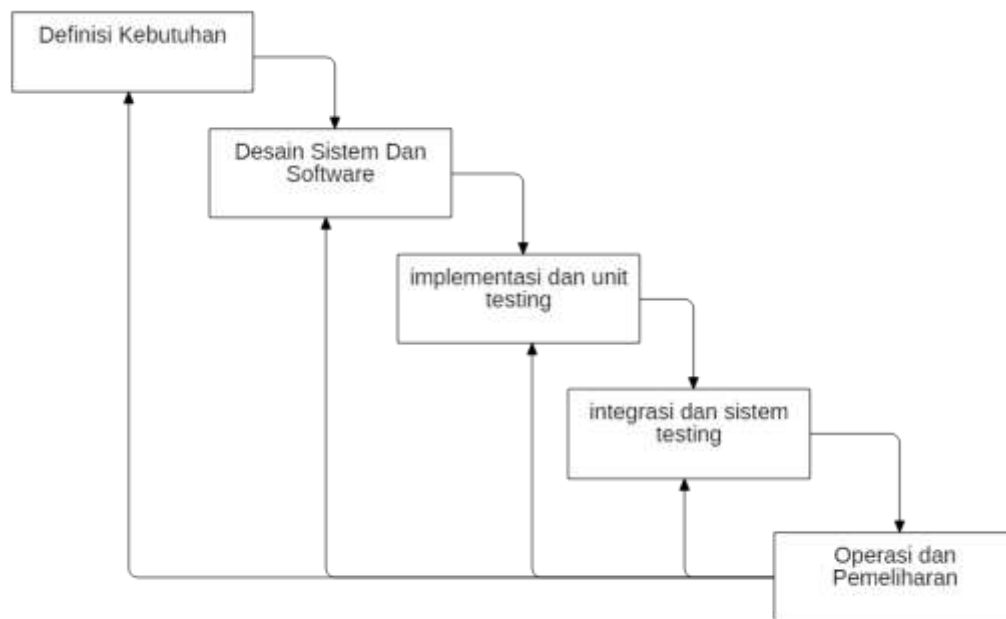 Definisi Kebutuhan
Desain Sistem Dan
Software
implementasi dan unit
testing
integrasi dan sistem
testing
Operasi dan
Pemeliharan